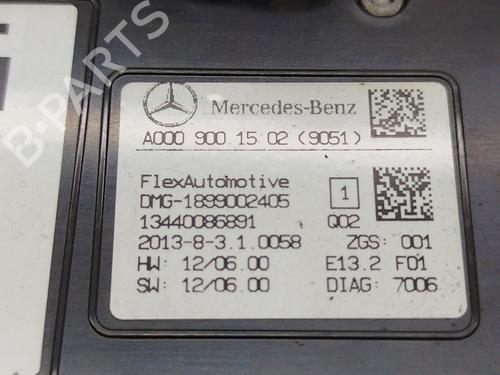 B-PARTS
Mercedes-Benz
A000 900 15 02 (9051)
FlexAutomotive
DMG-1899002405 1
13440086891 Q02
2013-8-3.1.0058 ZGS: 001
HW: 12/06.00 E13.2 F01
SW: 12/06.00 DIAG: 7006